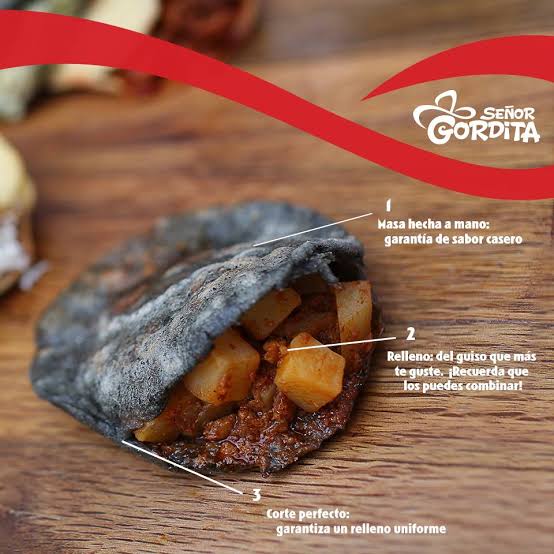 SEÑOR
GORDITA
1
Masa hecha a mano:
garantía de sabor casero
2
Relleno: del guiso que más
te guste. ¡Recuerda que
los puedes combinar!
3
Corte perfecto:
garantiza un relleno uniforme